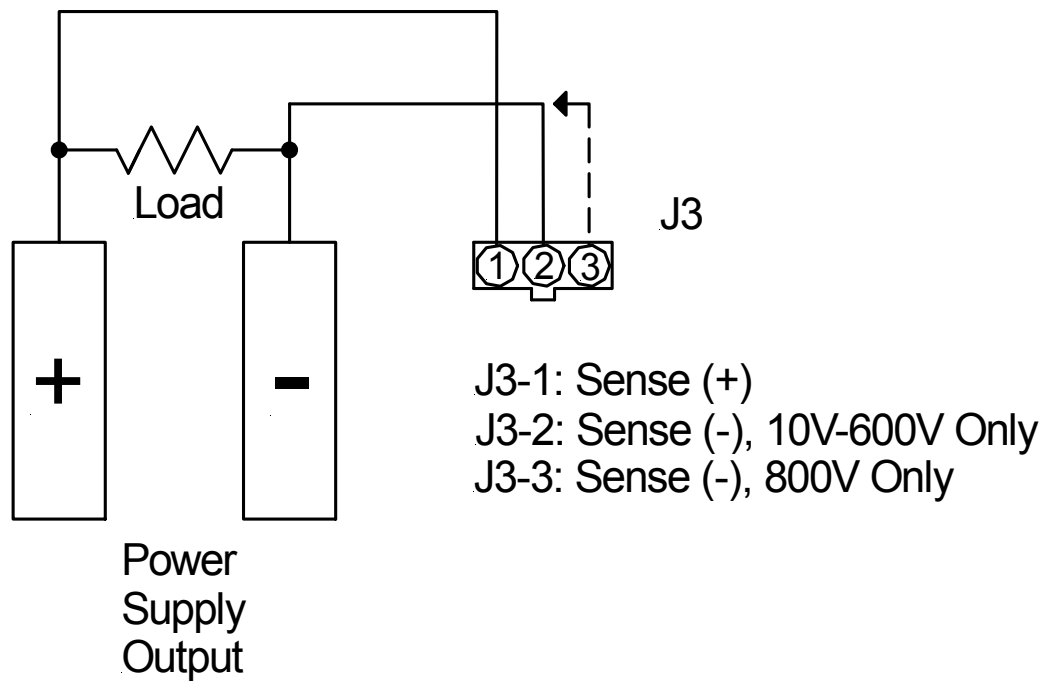 Load
J3
1 2 3
+
-
J3-1: Sense (+)
J3-2: Sense (-), 10V-600V Only
J3-3: Sense (-), 800V Only
Power
Supply
Output